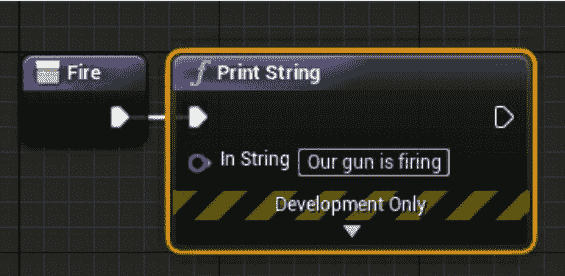 Fire
Print String
In String Our gun is firing
Development Only